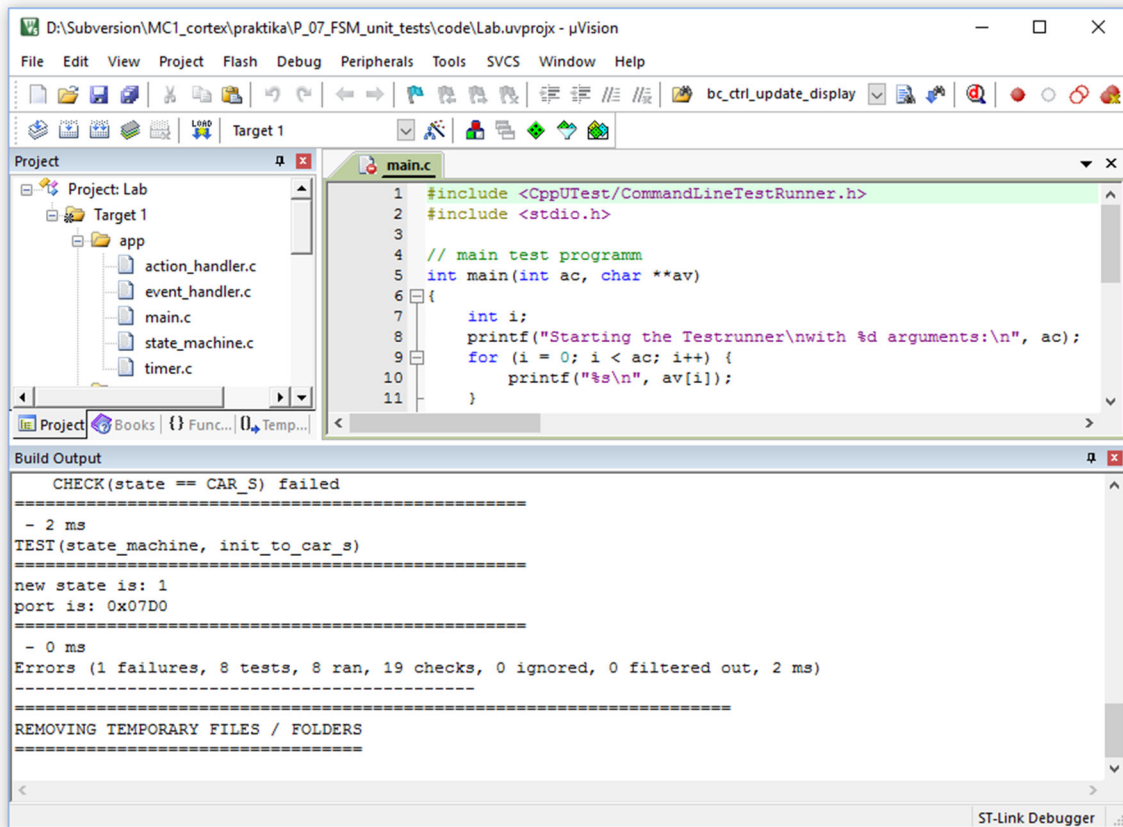 D:\Subversion\MC1_cortex\praktika\P_07_FSM_unit_tests\code\Lab.uvprojx - µVision
File Edit View Project Flash Debug Peripherals Tools SVCS Window Help
bc_ctrl_update_display
LOAD
Target 1
Project
Project: Lab
Target 1
app
action_handler.c
event_handler.c
main.c
state_machine.c
timer.c
Project Books {} Func... Temp...
main.c
1 #include <CppUTest/CommandLineTestRunner.h>
2 #include <stdio.h>
3
4 // main test programm
5 int main(int ac, char **av)
6 {
7 int i;
8 printf("Starting the Testrunner\nwith %d arguments:\n", ac);
9 for (i = 0; i < ac; i++) {
10 printf("%s\n", av[i]);
11 }
Build Output
CHECK(state == CAR_S) failed
==================================================
- 2 ms
TEST(state_machine, init_to_car_s)
==================================================
new state is: 1
port is: 0x07D0
==================================================
- 0 ms
Errors (1 failures, 8 tests, 8 ran, 19 checks, 0 ignored, 0 filtered out, 2 ms)
---------------------------------------------
======================================================================
REMOVING TEMPORARY FILES / FOLDERS
==================================
ST-Link Debugger